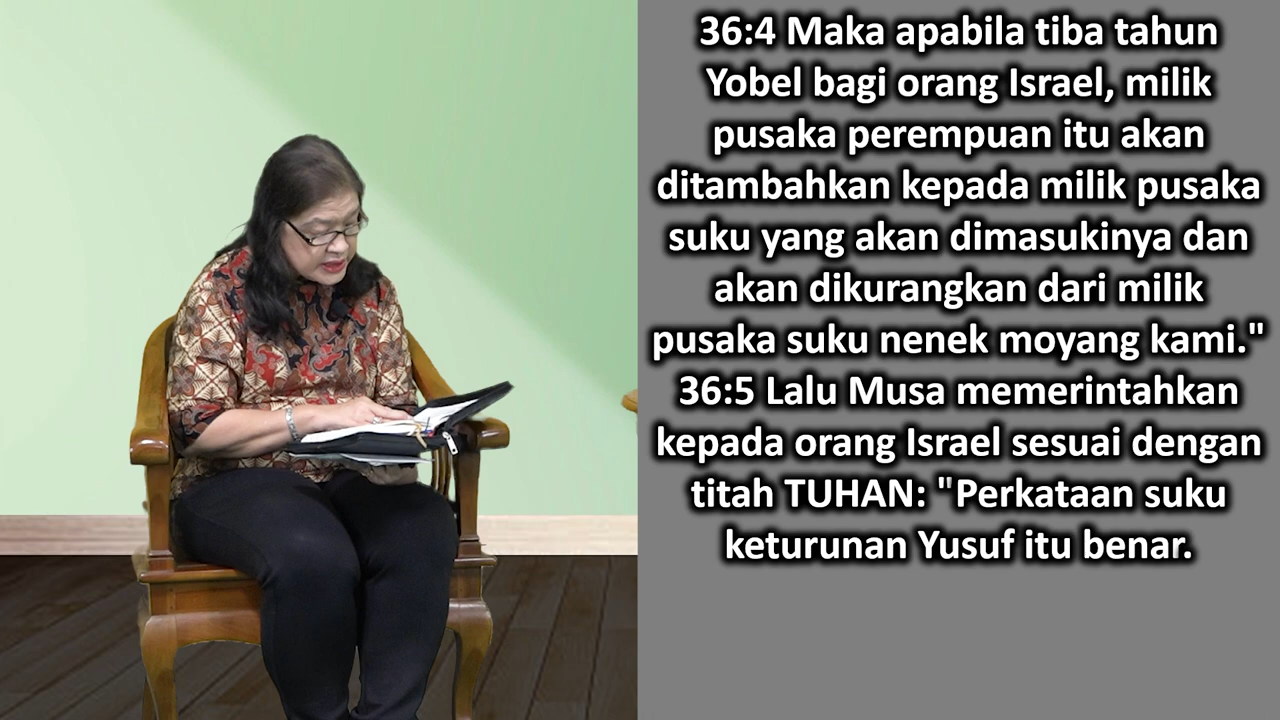 36:4 Maka apabila tiba tahun
Yobel bagi orang Israel, milik
pusaka perempuan itu akan
ditambahkan kepada milik pusaka
suku yang akan dimasukinya dan
akan dikurangkan dari milik
pusaka suku nenek moyang kami."
36:5 Lalu Musa memerintahkan
kepada orang Israel sesuai dengan
titah TUHAN: "Perkataan suku
keturunan Yusuf itu benar.